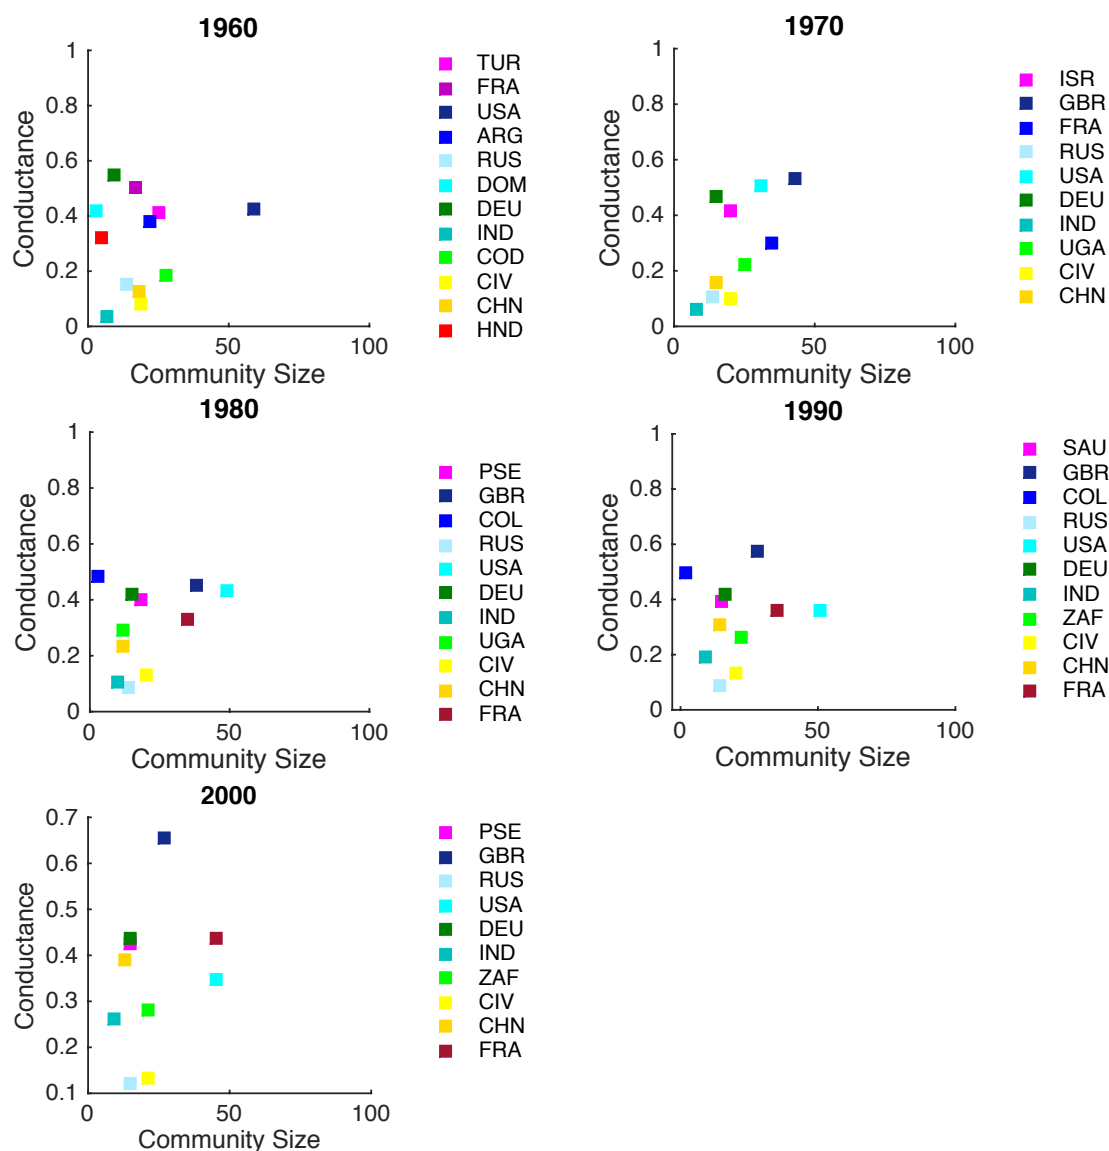 1960
1
0.8
0.6
0.4
0.2
0
0
50
100
Conductance
Community Size
TUR
FRA
USA
ARG
RUS
DOM
DEU
IND
COD
CIV
CHN
HND
1970
1
0.8
0.6
0.4
0.2
0
0
50
100
Conductance
Community Size
ISR
GBR
FRA
RUS
USA
DEU
IND
UGA
CIV
CHN
1980
1
0.8
0.6
0.4
0.2
0
0
50
100
Conductance
Community Size
PSE
GBR
COL
RUS
USA
DEU
IND
UGA
CIV
CHN
FRA
1990
1
0.8
0.6
0.4
0.2
0
0
50
100
Conductance
Community Size
SAU
GBR
COL
RUS
USA
DEU
IND
ZAF
CIV
CHN
FRA
2000
0.7
0.6
0.5
0.4
0.3
0.2
0.1
0
50
100
Conductance
Community Size
PSE
GBR
RUS
USA
DEU
IND
ZAF
CIV
CHN
FRA